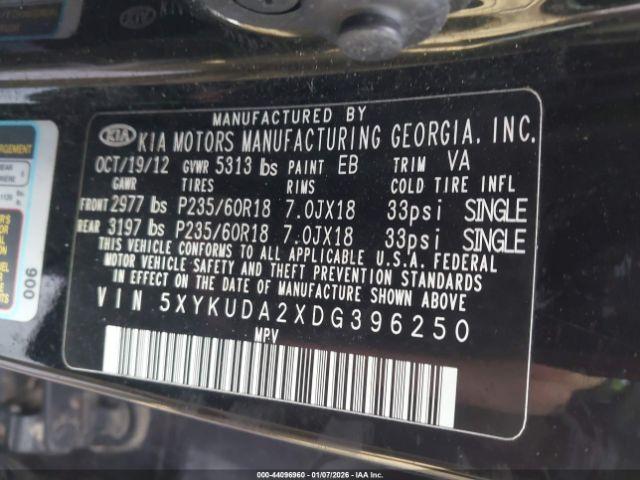 MANUFACTURED BY
KIA KIA MOTORS MANUFACTURING GEORGIA, INC.
OCT/19/12 GVWR 5313 lbs PAINT EB TRIM VA
GAWR TIRES RIMS COLD TIRE INFL
FRONT 2977 lbs P235/60R18 7.0JX18 33psi SINGLE
REAR 3197 lbs P235/60R18 7.0JX18 33psi SINGLE
THIS VEHICLE CONFORMS TO ALL APPLICABLE U.S.A. FEDERAL
MOTOR VEHICLE SAFETY AND THEFT PREVENTION STANDARDS
IN EFFECT ON THE DATE OF MANUFACTURE SHOWN ABOVE.
VIN 5XYKUDA2XDG396250
MPV
006
000-44096960 | 01/07/2026 | IAAC